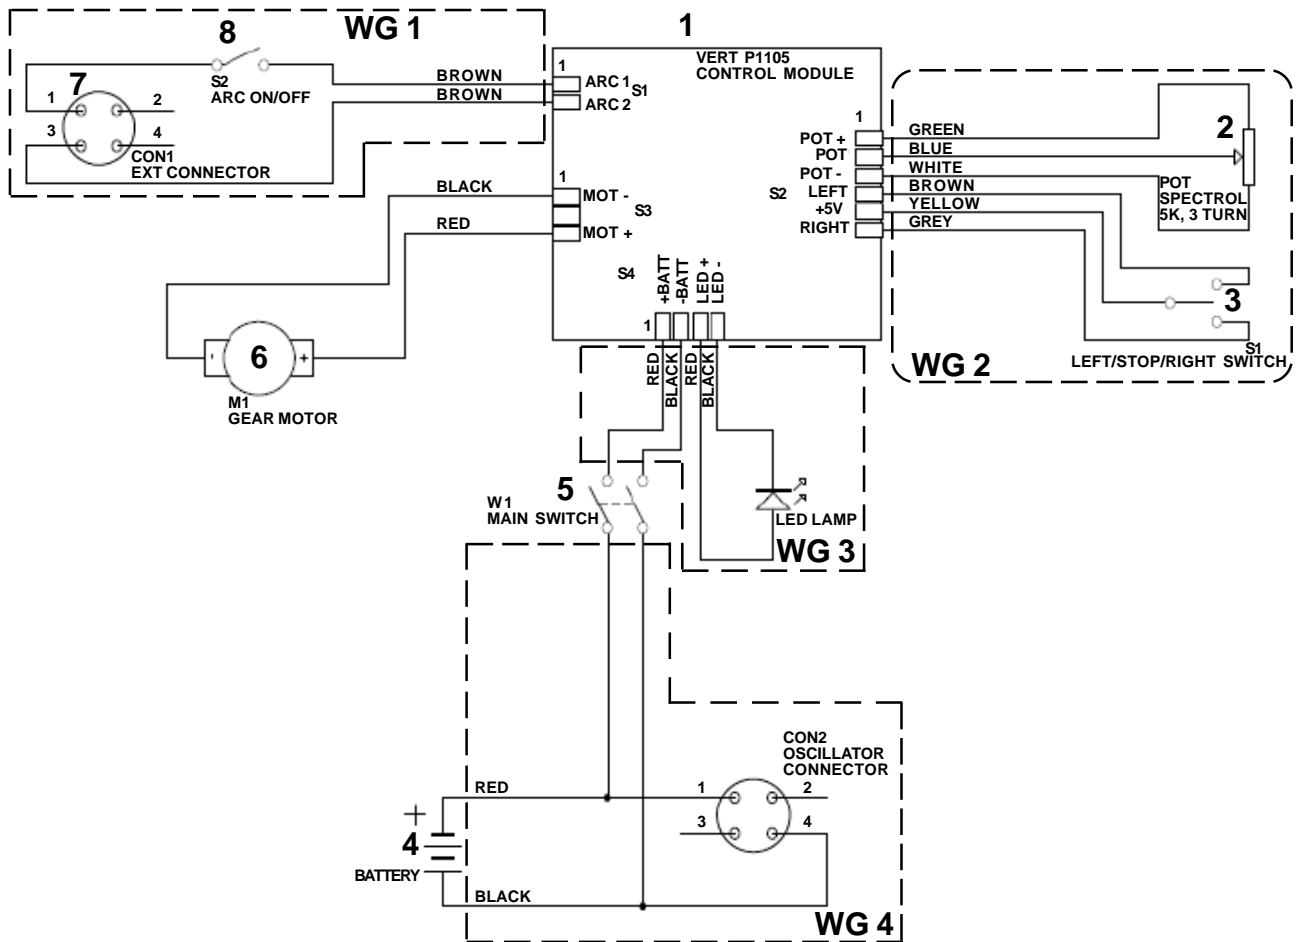 WG 1
8
S2
ARC ON/OFF
7
1
2
3
4
CON1
EXT CONNECTOR
BROWN
BROWN
1
VERT P1105
CONTROL MODULE
1
ARC 1
S1
ARC 2
BLACK
1
MOT -
S3
RED
MOT +
1
POT +
POT
POT -
LEFT
S2
+5V
RIGHT
GREEN
BLUE
WHITE
BROWN
YELLOW
GREY
2
POT
SPECTROL
5K, 3 TURN
3
S1
LEFT/STOP/RIGHT SWITCH
WG 2
S4
1
+BATT
-BATT
LED +
LED -
RED
BLACK
RED
BLACK
-
6
+
M1
GEAR MOTOR
5
W1
MAIN SWITCH
LED LAMP
WG 3
CON2
OSCILLATOR
CONNECTOR
RED
1
2
3
4
+
4
BATTERY
BLACK
WG 4